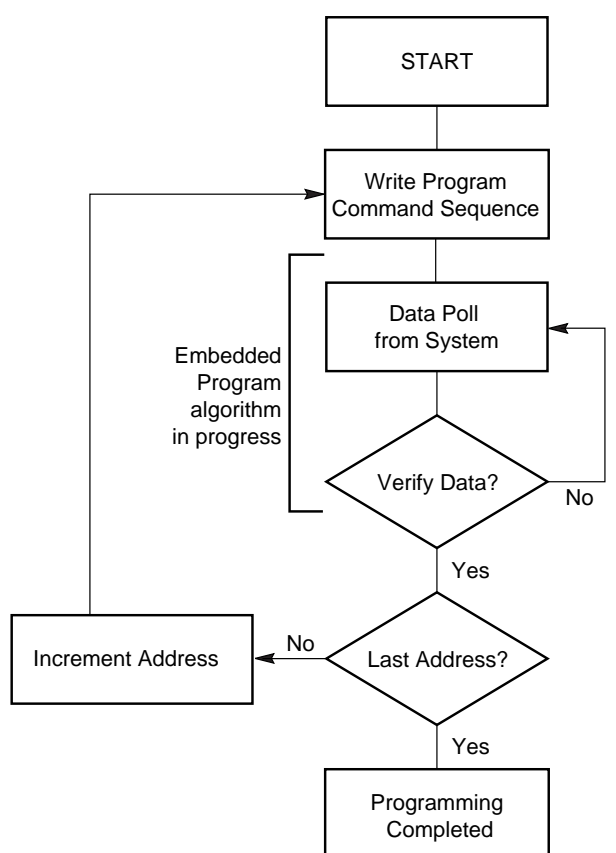 START
Write Program
Command Sequence
Data Poll
from System
Embedded
Program
algorithm
in progress
Verify Data?
No
Yes
Last Address?
No
Increment Address
Yes
Programming
Completed